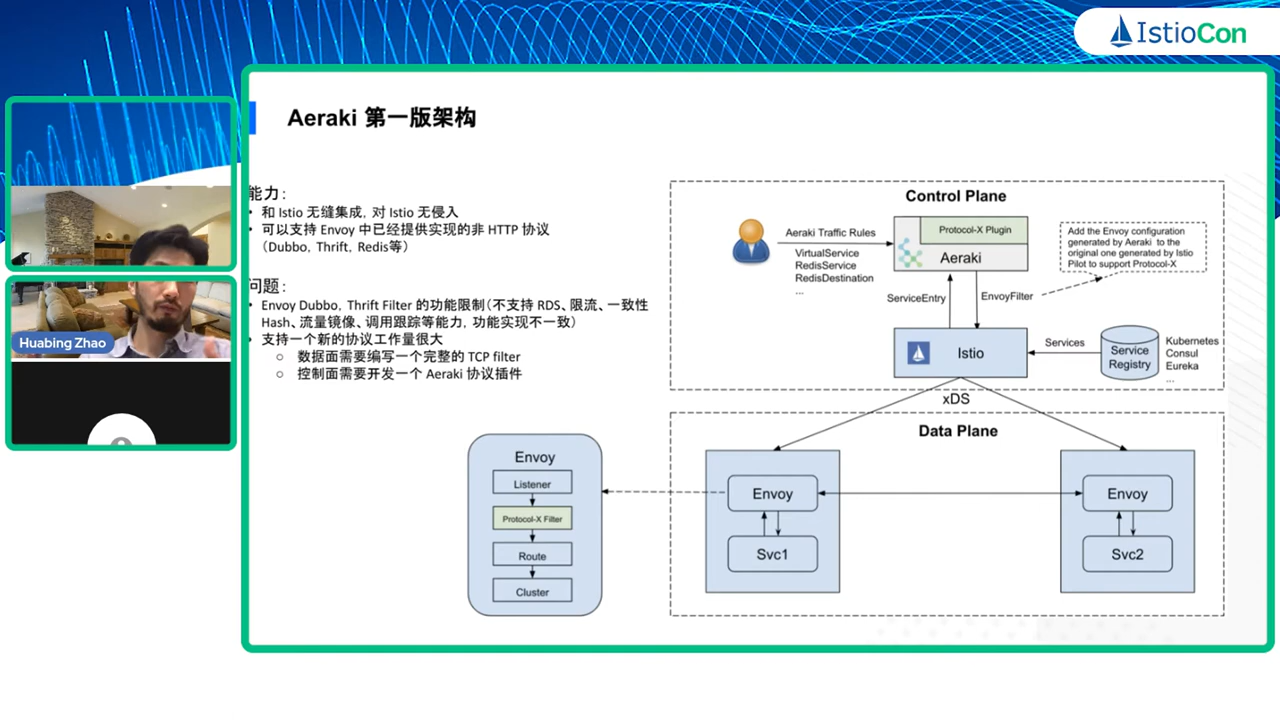 IstioCon
Aeraki 第一版架构
能力:
• 和 Istio 无缝集成, 对 Istio 无侵入
• 可以支持 Envoy 中已经提供实现的非 HTTP 协议
(Dubbo, Thrift, Redis等)
问题:
• Envoy Dubbo, Thrift Filter 的功能限制(不支持 RDS、限流、一致性
Hash、流量镜像、调用跟踪等能力, 功能实现不一致)
• 支持一个新的协议工作量很大
○ 数据面需要编写一个完整的 TCP filter
○ 控制面需要开发一个 Aeraki 协议插件
Huabing Zhao
Control Plane
Aeraki Traffic Rules
VirtualService
RedisService
RedisDestination
...
Protocol-X Plugin
Aeraki
Add the Envoy configuration
generated by Aeraki to the
original one generated by Istio
Pilot to support Protocol-X
ServiceEntry
EnvoyFilter
Istio
Services
Service
Registry
Kubernetes
Consul
Eureka
...
xDS
Data Plane
Envoy
Listener
Protocol-X Filter
Route
Cluster
Envoy
Svc1
Envoy
Svc2